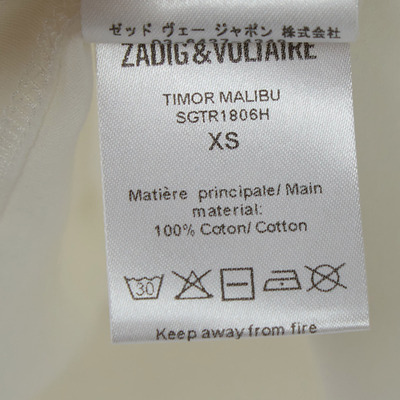 ゼッド ヴェー ジャポン 株式会社
ZADIG&VOLTAIRE
TIMOR MALIBU
SGTR1806H
XS
Matière principale/ Main
material:
100% Coton/ Cotton
30
Keep away from fire